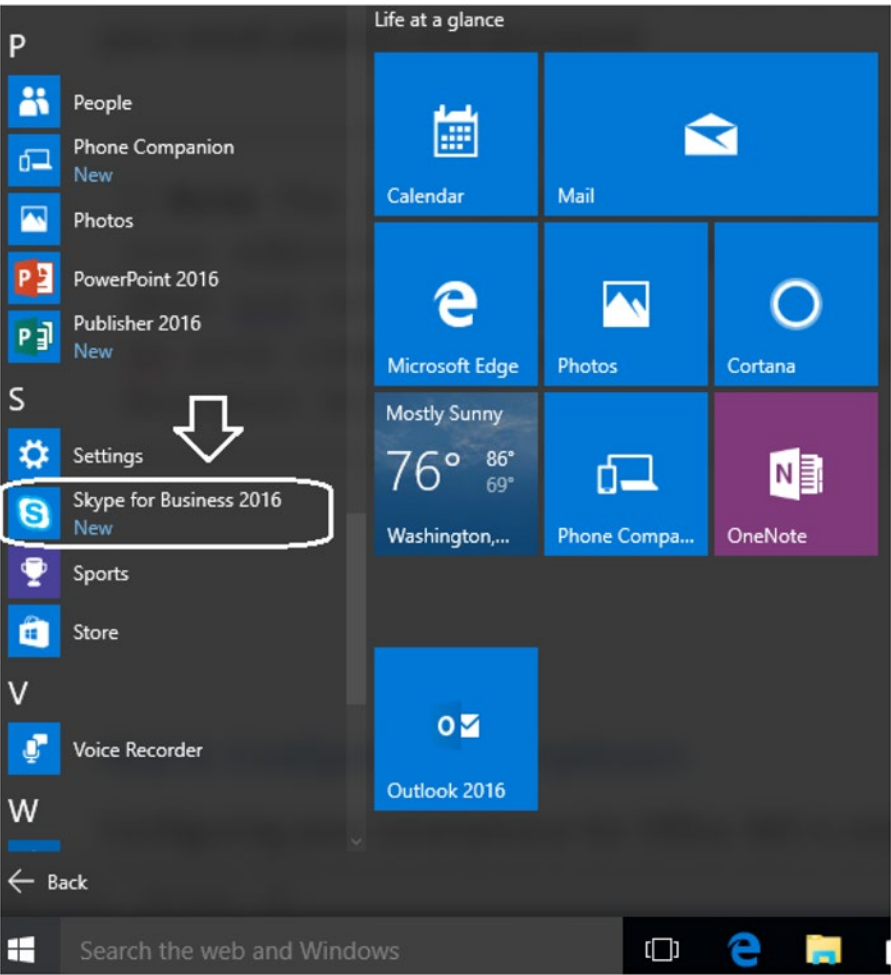 P
People
Phone Companion
New
Photos
PowerPoint 2016
Publisher 2016
New
S
Settings
Skype for Business 2016
New
Sports
Store
V
Voice Recorder
W
Back
Life at a glance
Calendar
Mail
Microsoft Edge
Photos
Cortana
Mostly Sunny
76° 86°
69°
Washington,...
Phone Compa...
OneNote
Outlook 2016
Search the web and Windows